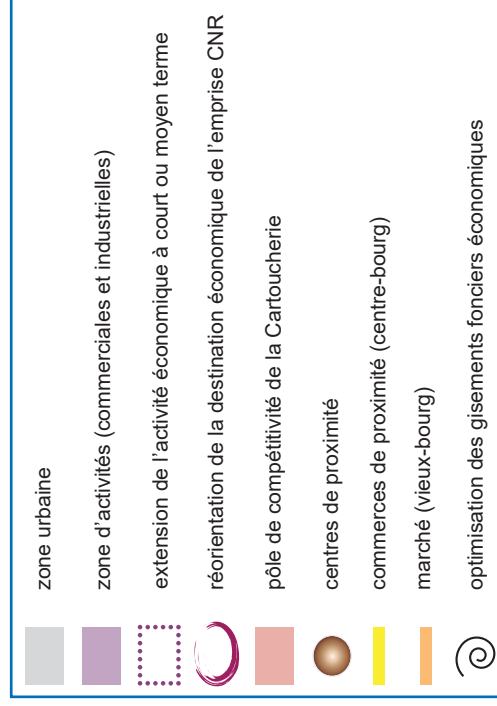 zone urbaine
zone d'activités (commerciales et industrielles)
extension de l'activité économique à court ou moyen terme
réorientation de la destination économique de l'emprise CNR
pôle de compétitivité de la Cartoucherie
centres de proximité
commerces de proximité (centre-bourg)
marché (vieux-bourg)
optimisation des gisements fonciers économiques